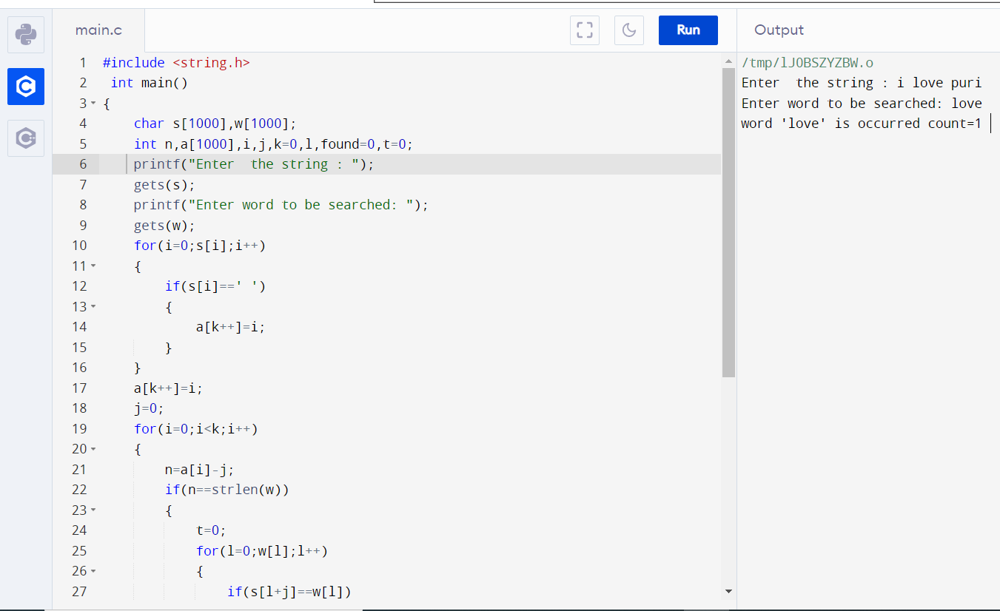 main.c
Run
Output
1 #include <string.h>
2 int main()
3 {
4 char s[1000],w[1000];
5 int n,a[1000],i,j,k=0,l,found=0,t=0;
6 printf("Enter  the string : ");
7 gets(s);
8 printf("Enter word to be searched: ");
9 gets(w);
10 for(i=0;s[i];i++)
11 {
12 if(s[i]==' ')
13 {
14 a[k++]=i;
15 }
16 }
17 a[k++]=i;
18 j=0;
19 for(i=0;i<k;i++)
20 {
21 n=a[i]-j;
22 if(n==strlen(w))
23 {
24 t=0;
25 for(l=0;w[l];l++)
26 {
27 if(s[l+j]==w[l])
/tmp/lJOBSZYZBW.o
Enter  the string : i love puri
Enter word to be searched: love
word 'love' is occurred count=1